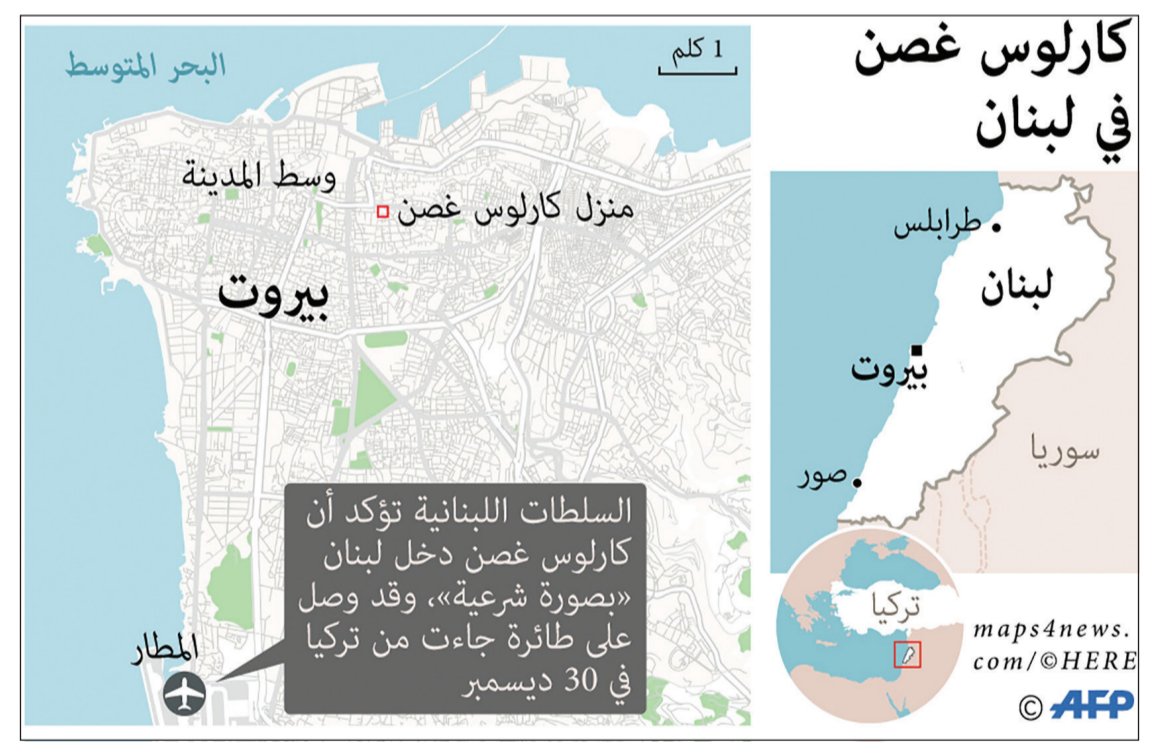 كارلوس غصن
في لبنان
1 كلم
البحر المتوسط
وسط المدينة
منزل كارلوس غصن
بيروت
السلطات اللبنانية تؤكد أن
كارلوس غصن دخل لبنان
«بصورة شرعية»، وقد وصل
على طائرة جاءت من تركيا
في 30 ديسمبر
المطار
طرابلس
لبنان
بيروت
سوريا
صور
تركيا
maps4news.
com/©HERE
© AFP